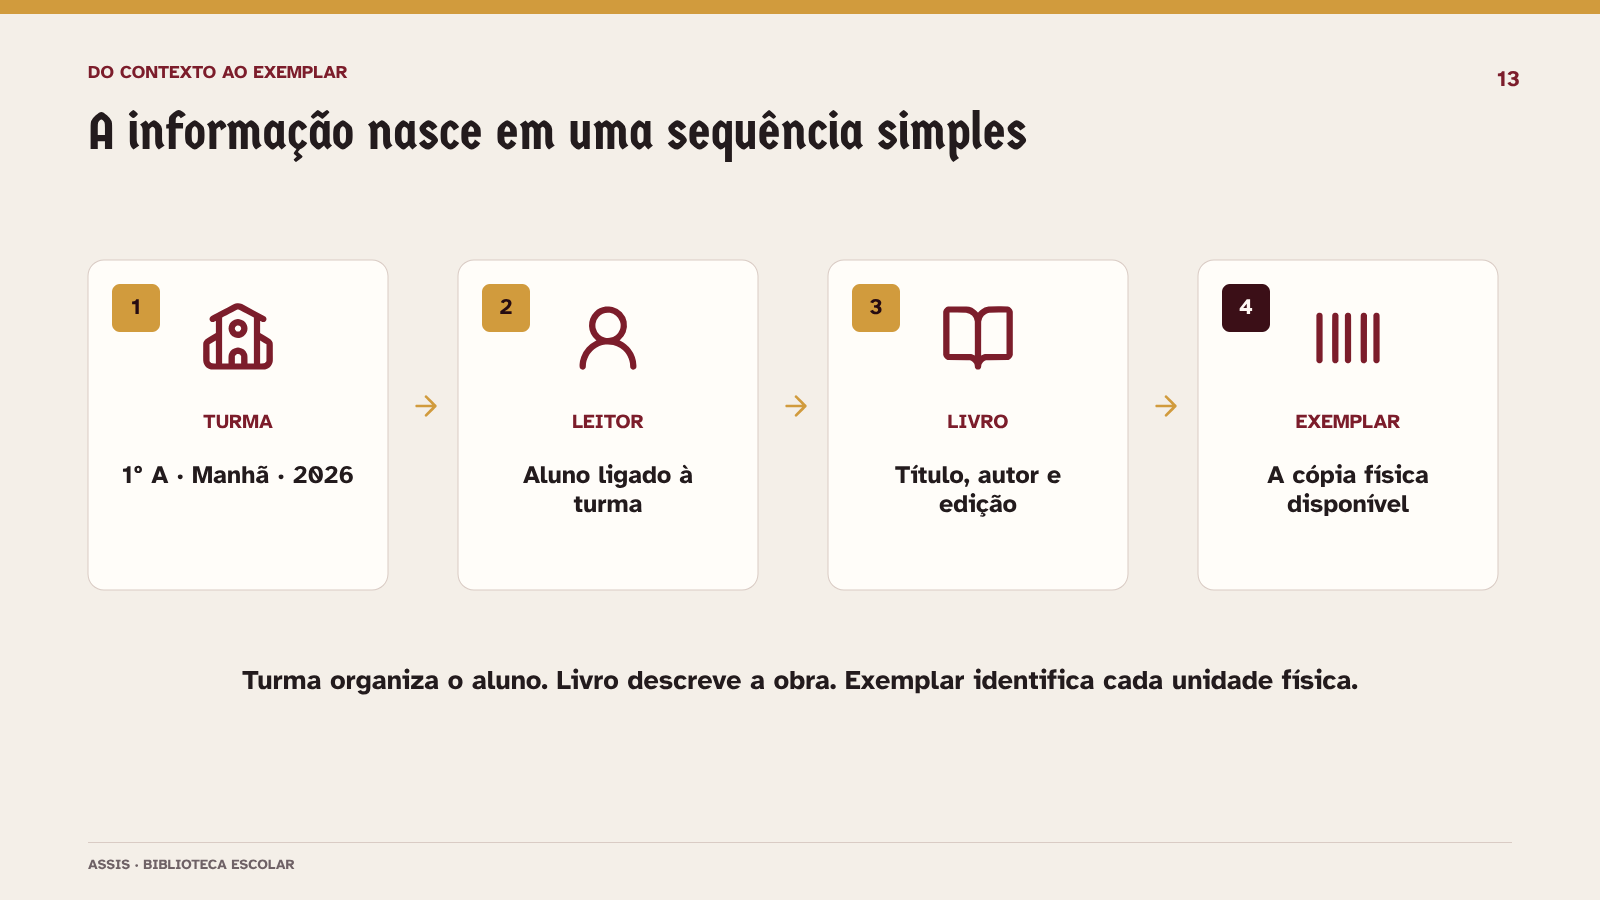 DO CONTEXTO AO EXEMPLAR
13
A informação nasce em uma sequência simples
1
TURMA
1º A · Manhã · 2026
2
LEITOR
Aluno ligado à
turma
3
LIVRO
Título, autor e
edição
4
EXEMPLAR
A cópia física
disponível
Turma organiza o aluno. Livro descreve a obra. Exemplar identifica cada unidade física.
ASSIS · BIBLIOTECA ESCOLAR